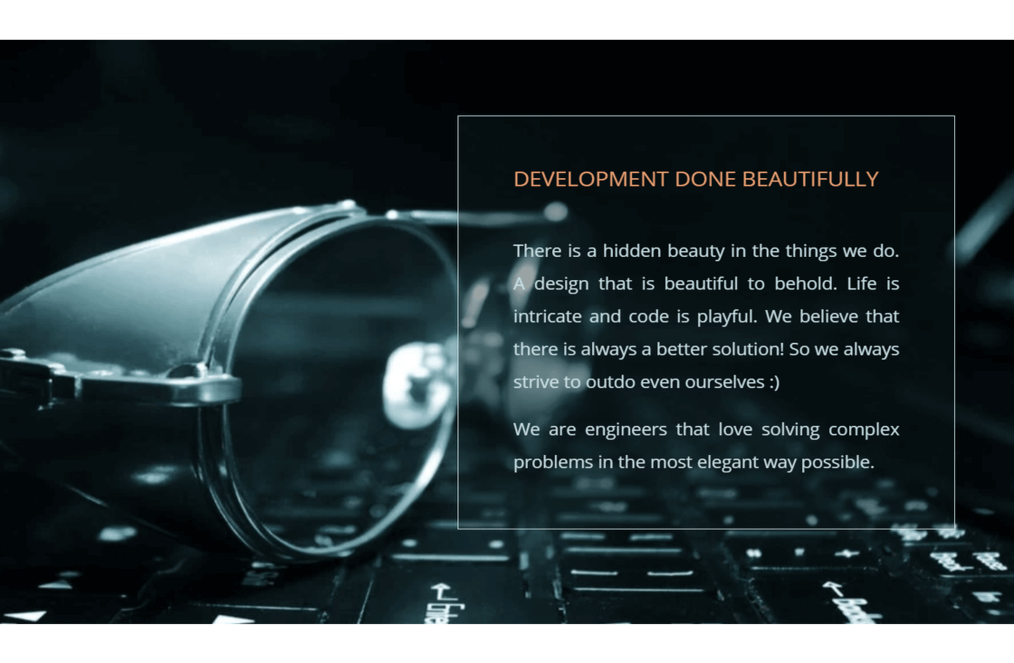 DEVELOPMENT DONE BEAUTIFULLY
There is a hidden beauty in the things we do.
A design that is beautiful to behold. Life is
intricate and code is playful. We believe that
there is always a better solution! So we always
strive to outdo even ourselves :)
We are engineers that love solving complex
problems in the most elegant way possible.